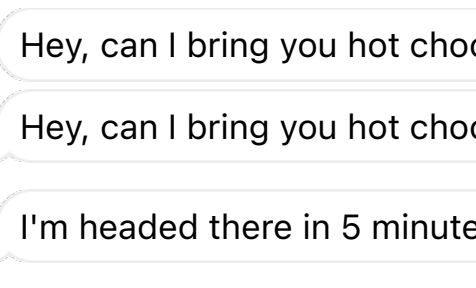 Hey, can I bring you hot choc
Hey, can I bring you hot choc
I'm headed there in 5 minute